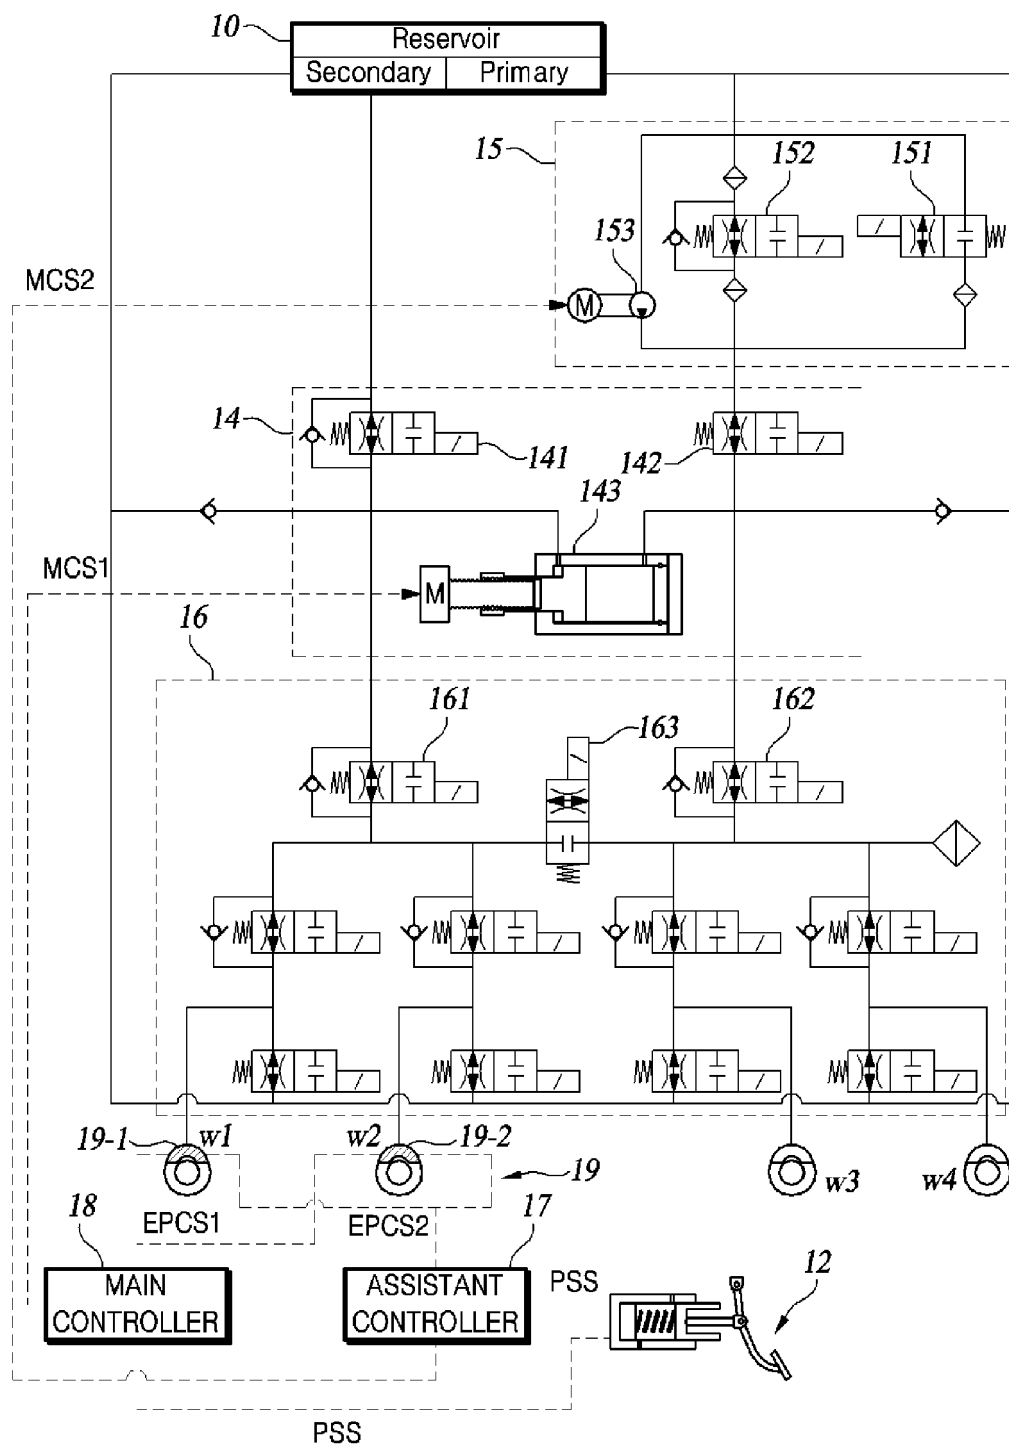 10
Reservoir
Secondary Primary
15
152
151
153
MCS2
M
14
141
142
143
MCS1
M
16
161
162
163
19-1
w1
w2
19-2
19
w3
w4
EPCS1
EPCS2
18
17
MAIN
CONTROLLER
ASSISTANT
CONTROLLER
PSS
12
PSS